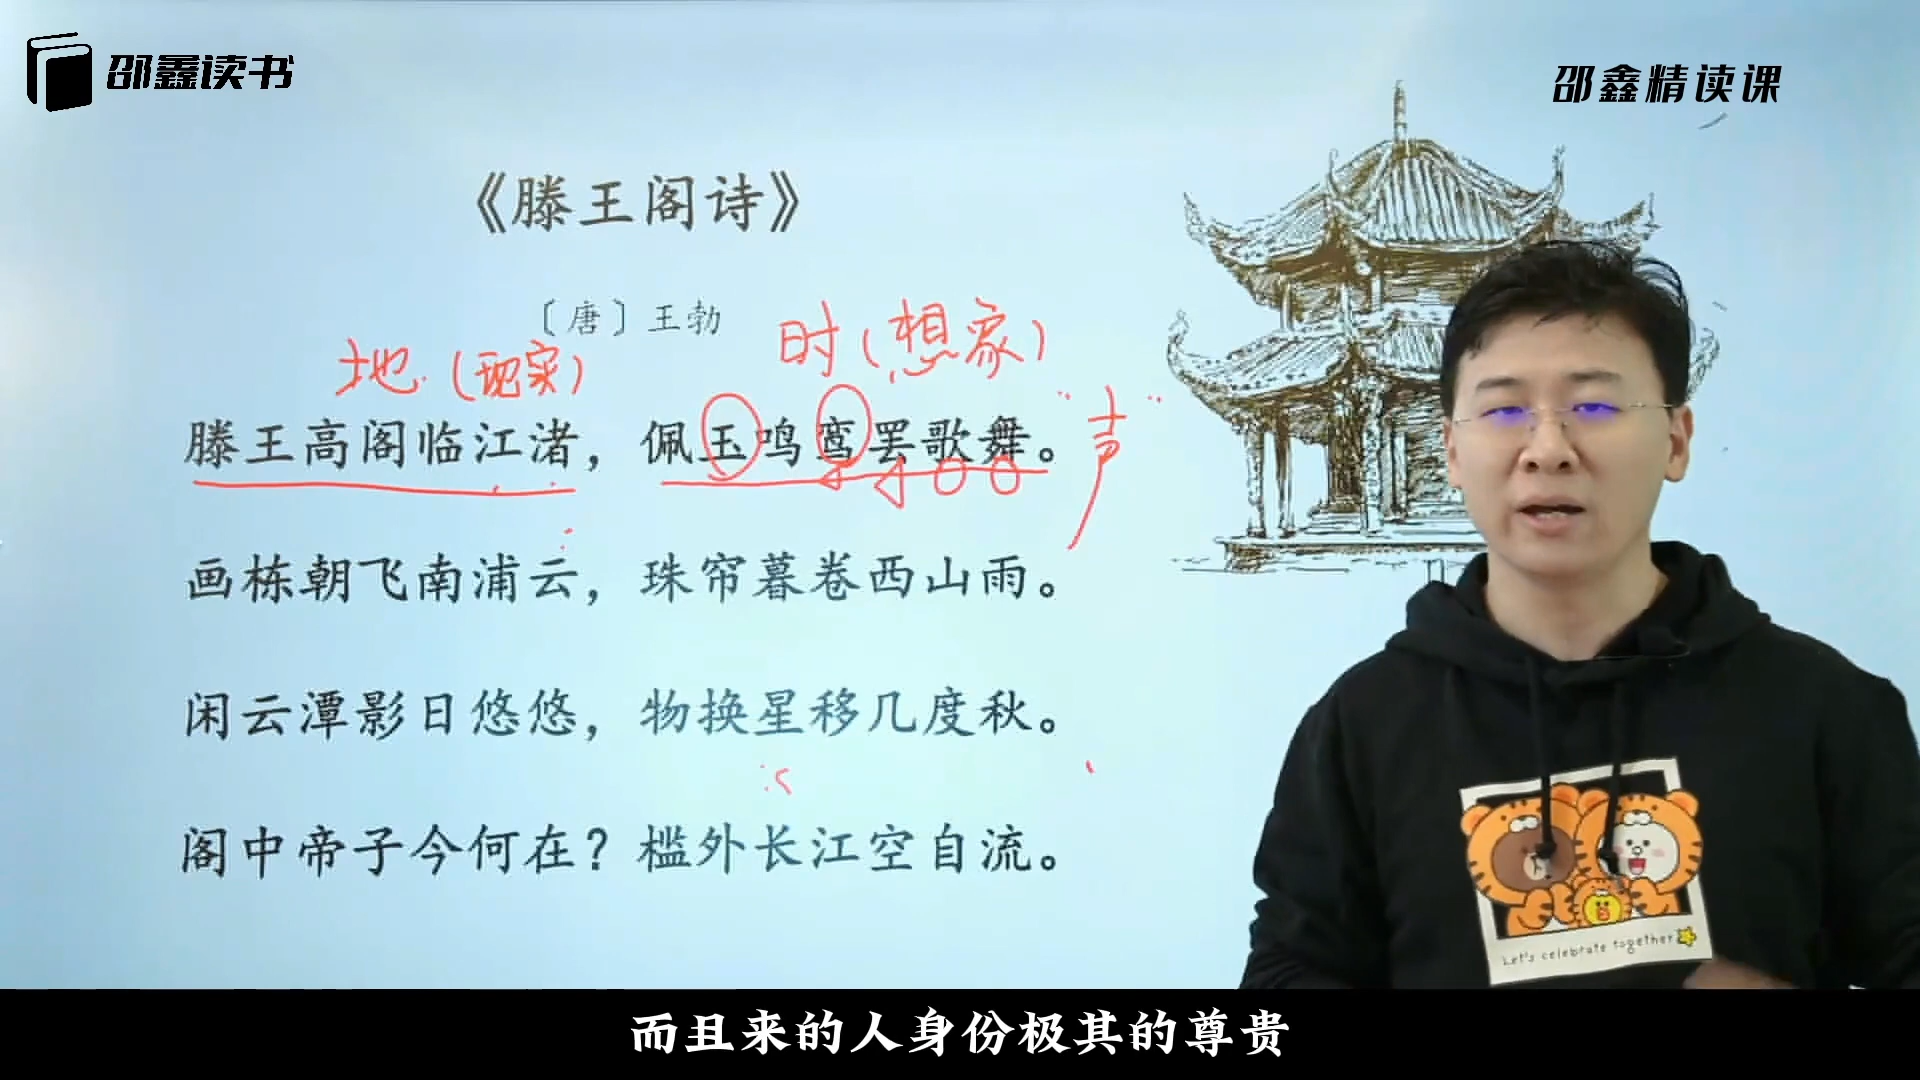 邵鑫读书
邵鑫精读课
《滕王阁诗》
〔唐〕王勃
地（现实）
时（想象）
"声"
滕王高阁临江渚，佩玉鸣鸾罢歌舞。
画栋朝飞南浦云，珠帘暮卷西山雨。
闲云潭影日悠悠，物换星移几度秋。
阁中帝子今何在？槛外长江空自流。
Let's celebrate together
而且来的人身份极其的尊贵